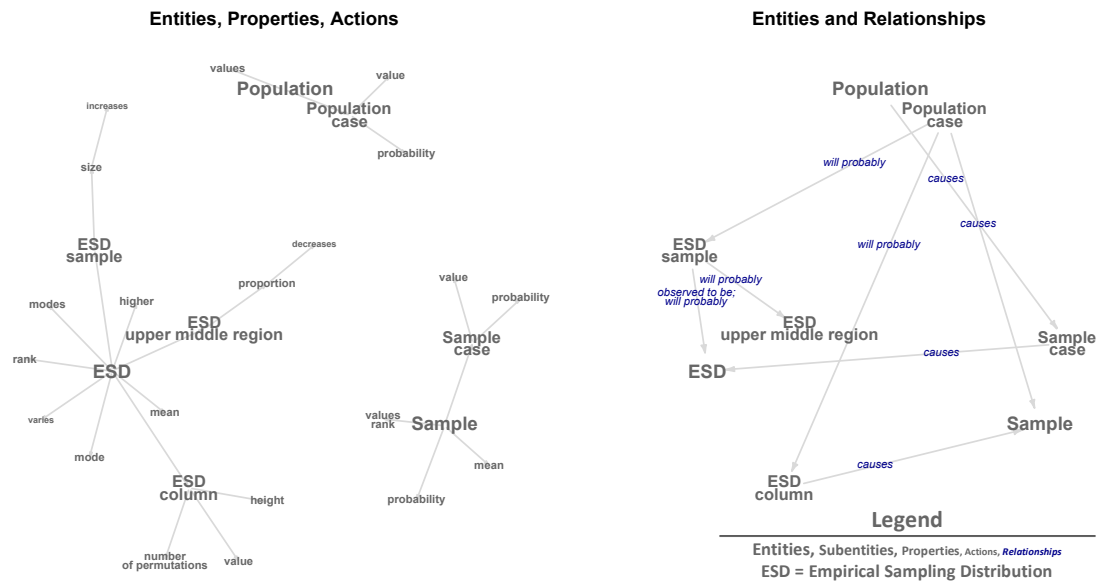 Entities, Properties, Actions
values
value
Population
Population
case
increases
probability
size
ESD
sample
decreases
proportion
modes
higher
ESD
upper middle region
rank
ESD
varies
mean
mode
ESD
column
height
number
of permutations
value
value
probability
Sample
case
values
rank
Sample
mean
probability
Entities and Relationships
Population
Population
case
will probably
causes
causes
ESD
sample
will probably
will probably
observed to be;
will probably
ESD
upper middle region
Sample
case
causes
ESD
Sample
causes
ESD
column
Legend
Entities, Subentities, Properties, Actions, Relationships
ESD = Empirical Sampling Distribution